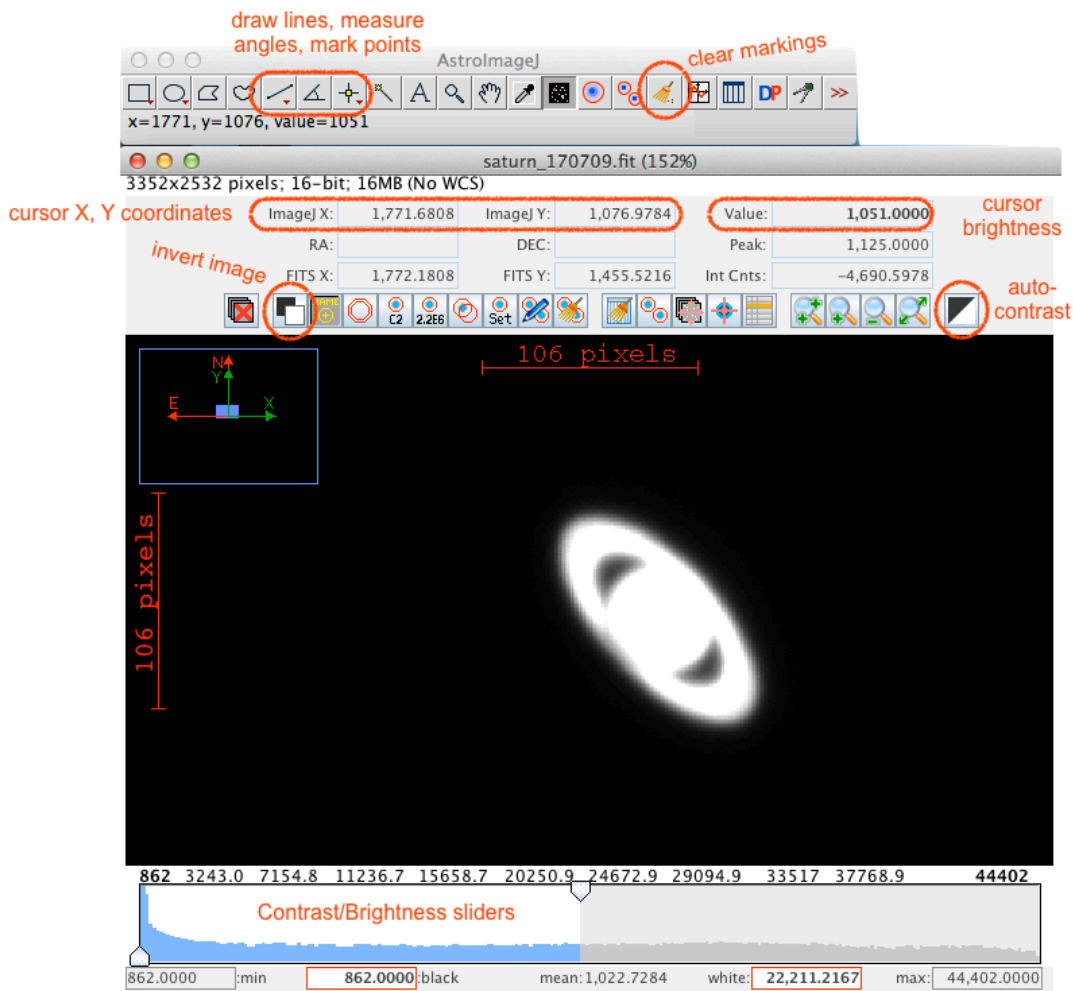 draw lines, measure
angles, mark points
clear markings
AstroImageJ
A DP >>
x=1771, y=1076, value=1051
saturn_170709.fit (152%)
3352x2532 pixels; 16-bit; 16MB (No WCS)
cursor X, Y coordinates
ImageJ X: 1,771.6808 ImageJ Y: 1,076.9784 Value: 1,051.0000
cursor
brightness
RA: DEC: Peak: 1,125.0000
invert image
FITS X: 1,772.1808 FITS Y: 1,455.5216 Int Cnts: -4,690.5978
auto-
contrast
C2 2.2E6 Set
106 pixels
N
Y
E X
106 pixels
862 3243.0 7154.8 11236.7 15658.7 20250.9 24672.9 29094.9 33517 37768.9 44402
Contrast/Brightness sliders
862.0000 :min 862.0000 :black mean: 1,022.7284 white: 22,211.2167 max: 44,402.0000